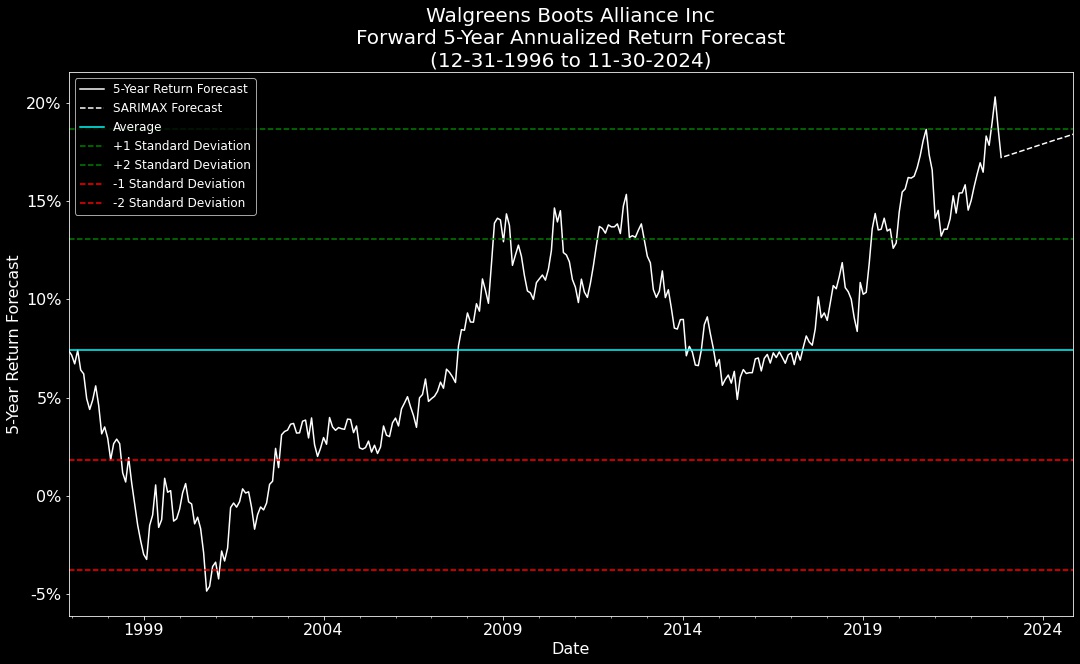 Walgreens Boots Alliance Inc
Forward 5-Year Annualized Return Forecast
(12-31-1996 to 11-30-2024)
5-Year Return Forecast
SARIMAX Forecast
Average
+1 Standard Deviation
+2 Standard Deviation
-1 Standard Deviation
-2 Standard Deviation
20%
15%
10%
5%
0%
-5%
5-Year Return Forecast
1999 2004 2009 2014 2019 2024
Date